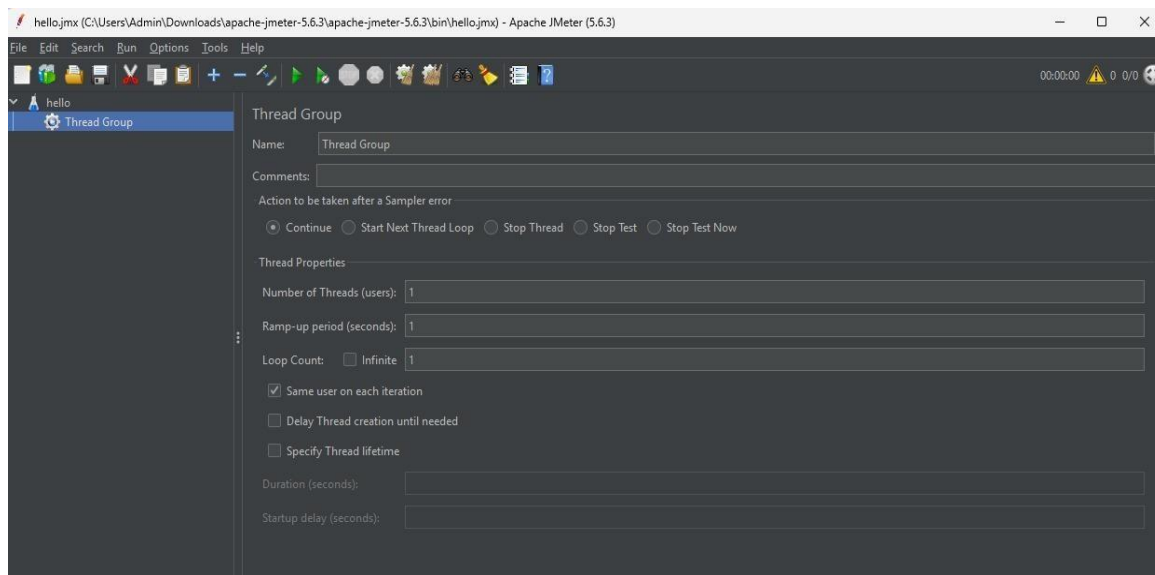 hello.jmx (C:\Users\Admin\Downloads\apache-jmeter-5.6.3\apache-jmeter-5.6.3\bin\hello.jmx) - Apache JMeter (5.6.3)
File Edit Search Run Options Tools Help
00:00:00 0 0/0
hello
Thread Group
Thread Group
Name: Thread Group
Comments:
Action to be taken after a Sampler error
Continue Start Next Thread Loop Stop Thread Stop Test Stop Test Now
Thread Properties
Number of Threads (users): 1
Ramp-up period (seconds): 1
Loop Count: Infinite 1
Same user on each iteration
Delay Thread creation until needed
Specify Thread lifetime
Duration (seconds):
Startup delay (seconds):